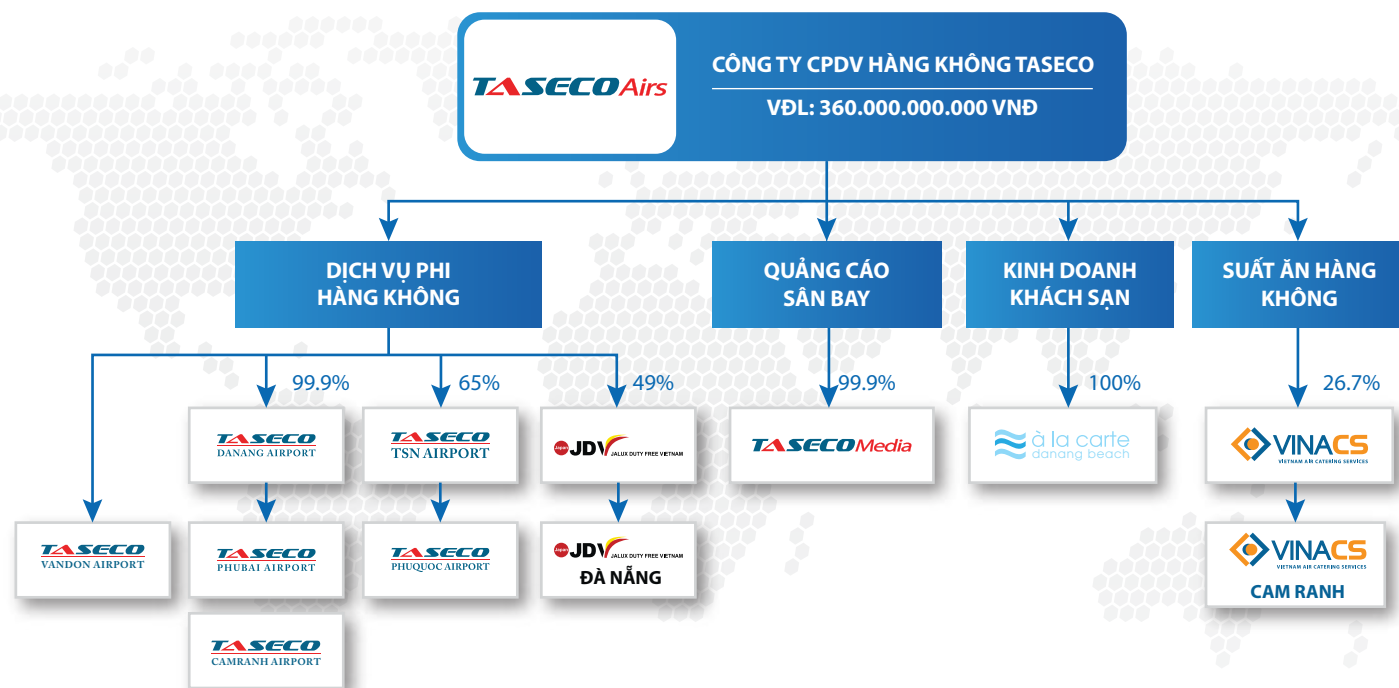 TASECO Airs
CÔNG TY CPDV HÀNG KHÔNG TASECO
VĐL: 360.000.000.000 VNĐ
DỊCH VỤ PHI
HÀNG KHÔNG
QUẢNG CÁO
SÂN BAY
KINH DOANH
KHÁCH SẠN
SUẤT ĂN HÀNG
KHÔNG
99.9%
65%
49%
99.9%
100%
26.7%
TASECO
DANANG AIRPORT
TASECO
TSN AIRPORT
Japan JDV JALUX DUTY FREE VIETNAM
TASECO Media
à la carte
danang beach
VINACS
VIETNAM AIR CATERING SERVICES
TASECO
VANDON AIRPORT
TASECO
PHUBAI AIRPORT
TASECO
PHUQUOC AIRPORT
Japan JDV JALUX DUTY FREE VIETNAM
ĐÀ NẴNG
VINACS
VIETNAM AIR CATERING SERVICES
CAM RANH
TASECO
CAMRANH AIRPORT